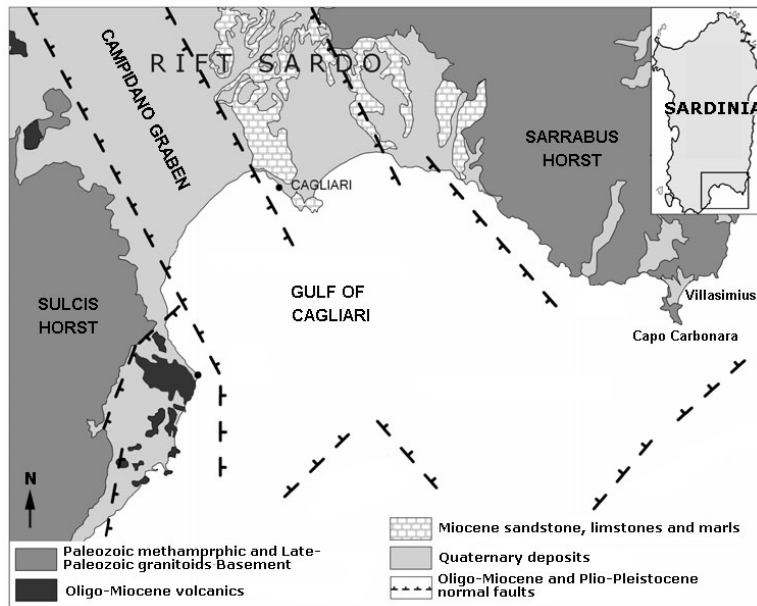 RIFT SARDO
CAMPIDANO GRABEN
SARDINIA
SARRABUS
HORST
CAGLIARI
SULCIS
HORST
GULF OF
CAGLIARI
Villasimius
Capo Carbonara
N
Paleozoic methamprphic and Late-
Paleozoic granitoids Basement
Oligo-Miocene volcanics
Miocene sandstone, limstones and marls
Quaternary deposits
Oligo-Miocene and Plio-Pleistocene
normal faults